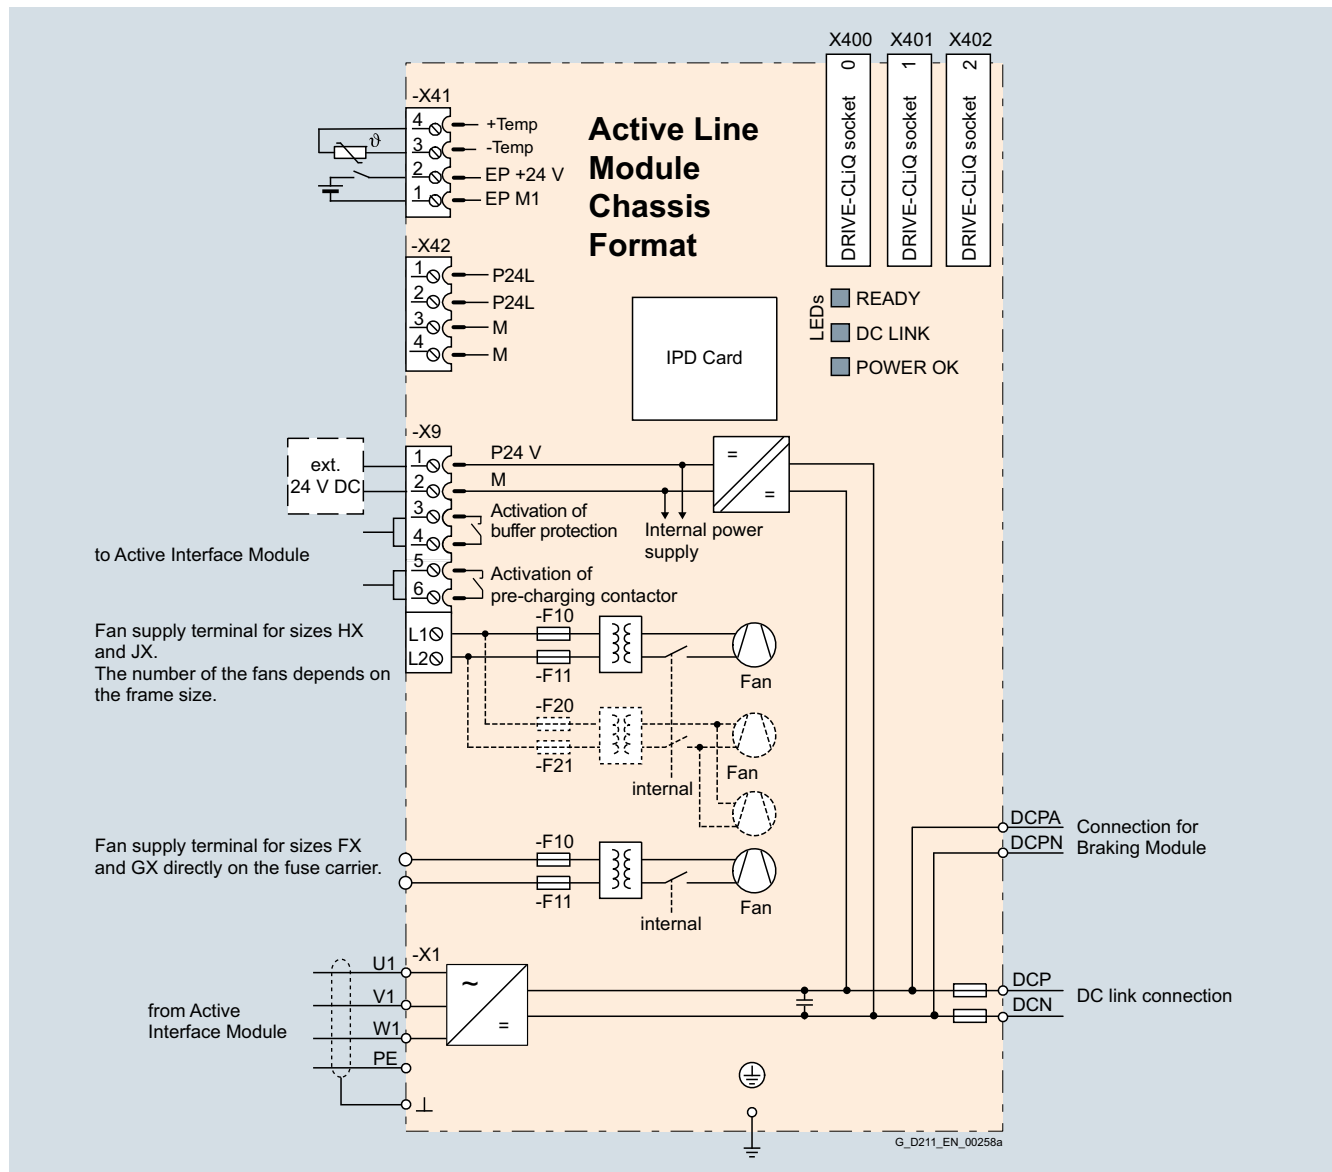 X400 X401 X402
0 1 2
DRIVE-CLiQ socket
DRIVE-CLiQ socket
DRIVE-CLiQ socket
Active Line
Module
Chassis
Format
-X41
4 +Temp
ϑ
3 -Temp
2 EP +24 V
1 EP M1
-X42
1 P24L
2 P24L
3 M
4 M
LEDs
READY
DC LINK
POWER OK
IPD Card
-X9
ext.
24 V DC
1 P24 V
2 M
3
4
Activation of
buffer protection
=
=
Internal power
supply
to Active Interface Module
5
6
Activation of
pre-charging contactor
Fan supply terminal for sizes HX
and JX.
The number of the fans depends on
the frame size.
L1
L2
-F10
-F11
Fan
-F20
-F21
internal
Fan
Fan supply terminal for sizes FX
and GX directly on the fuse carrier.
-F10
-F11
internal
Fan
DCPA
DCPN
Connection for
Braking Module
-X1
U1
V1
W1
PE
from Active
Interface Module
~
=
DCP
DCN
DC link connection
G_D211_EN_00258a